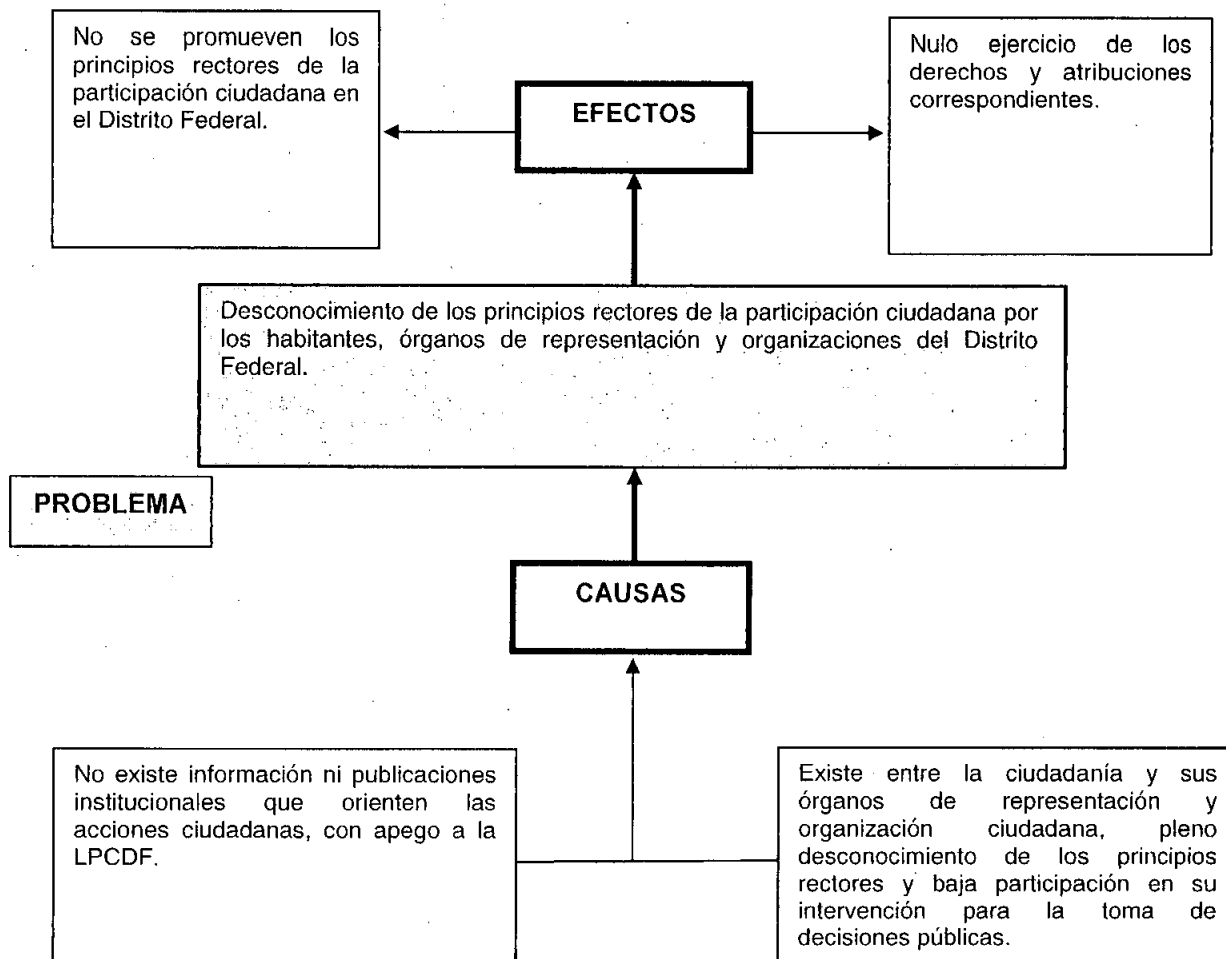 No se promueven los
principios rectores de la
participación ciudadana en
el Distrito Federal.
EFECTOS
Nulo ejercicio de los
derechos y atribuciones
correspondientes.
Desconocimiento de los principios rectores de la participación ciudadana por
los habitantes, órganos de representación y organizaciones del Distrito
Federal.
PROBLEMA
CAUSAS
No existe información ni publicaciones
institucionales que orienten las
acciones ciudadanas, con apego a la
LPCDF.
Existe entre la ciudadanía y sus
órganos de representación y
organización ciudadana, pleno
desconocimiento de los principios
rectores y baja participación en su
intervención para la toma de
decisiones públicas.